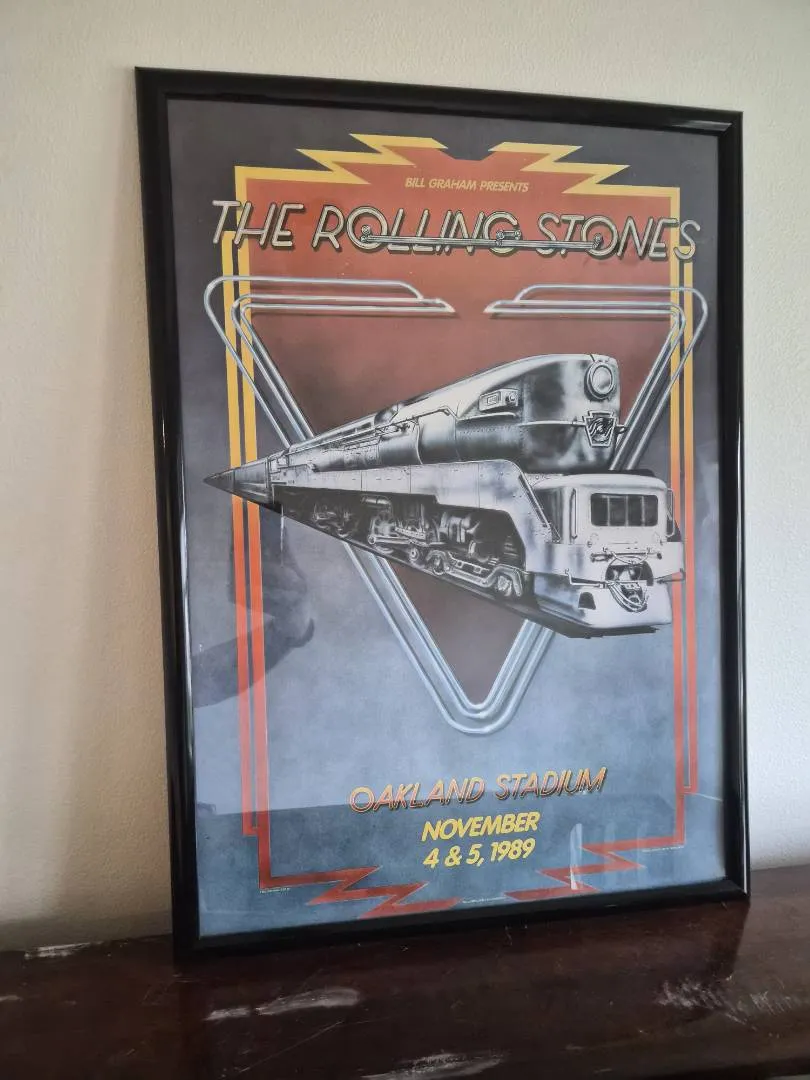 BILL GRAHAM PRESENTS
THE ROLLING STONES
OAKLAND STADIUM
NOVEMBER
4 & 5, 1989